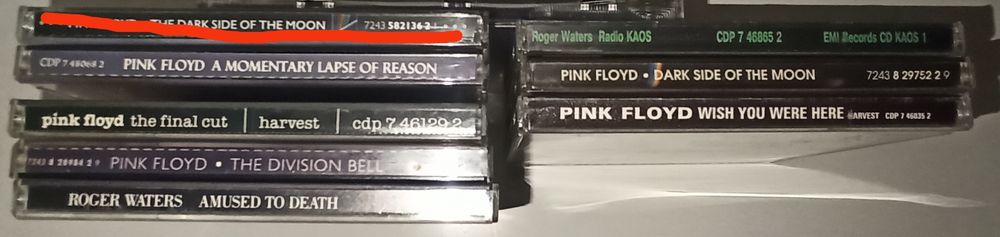 THE DARK SIDE OF THE MOON 7243 582136 2
CDP 7 48068 2 PINK FLOYD A MOMENTARY LAPSE OF REASON
pink floyd the final cut harvest cdp 7 46129 2
7243 8 28984 2 9 PINK FLOYD • THE DIVISION BELL
ROGER WATERS AMUSED TO DEATH
Roger Waters Radio KAOS CDP 7 46865 2 EMI Records CD KAOS 1
PINK FLOYD • DARK SIDE OF THE MOON 7243 8 29752 2 9
PINK FLOYD WISH YOU WERE HERE HARVEST CDP 7 46035 2